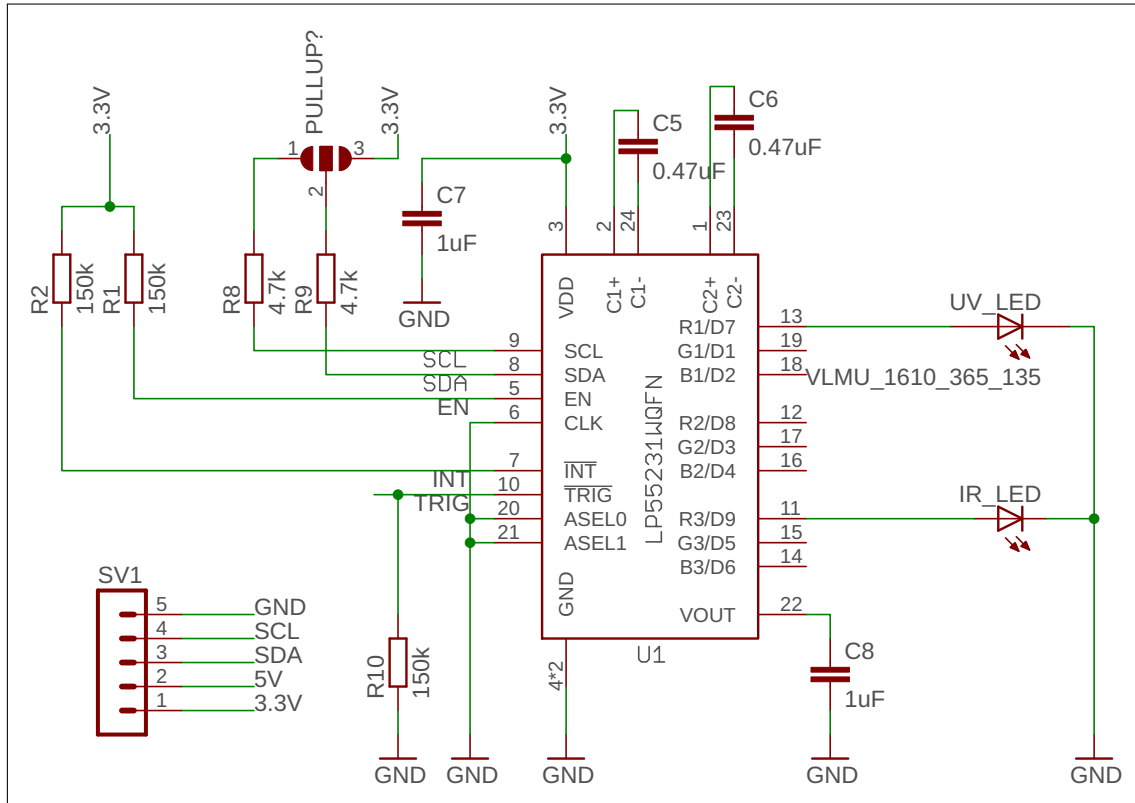 PULLUP?
3.3V
3.3V
3.3V
1
3
2
C7
1uF
GND
C5
0.47uF
C6
0.47uF
3
2
24
1
23
R2
150k
R1
150k
R8
4.7k
R9
4.7k
VDD
C1+
C1-
C2+
C2-
9
SCL
SCL
8
SDA
SDA
5
EN
EN
6
CLK
7
INT
INT
10
TRIG
TRIG
20
ASEL0
21
ASEL1
GND
4*2
LP55231WQFN
U1
R1/D7
13
G1/D1
19
B1/D2
18
R2/D8
12
G2/D3
17
B2/D4
16
R3/D9
11
G3/D5
15
B3/D6
14
VOUT
22
UV_LED
VLMU_1610_365_135
IR_LED
C8
1uF
SV1
5
GND
4
SCL
3
SDA
2
5V
1
3.3V
R10
150k
GND
GND
GND
GND
GND